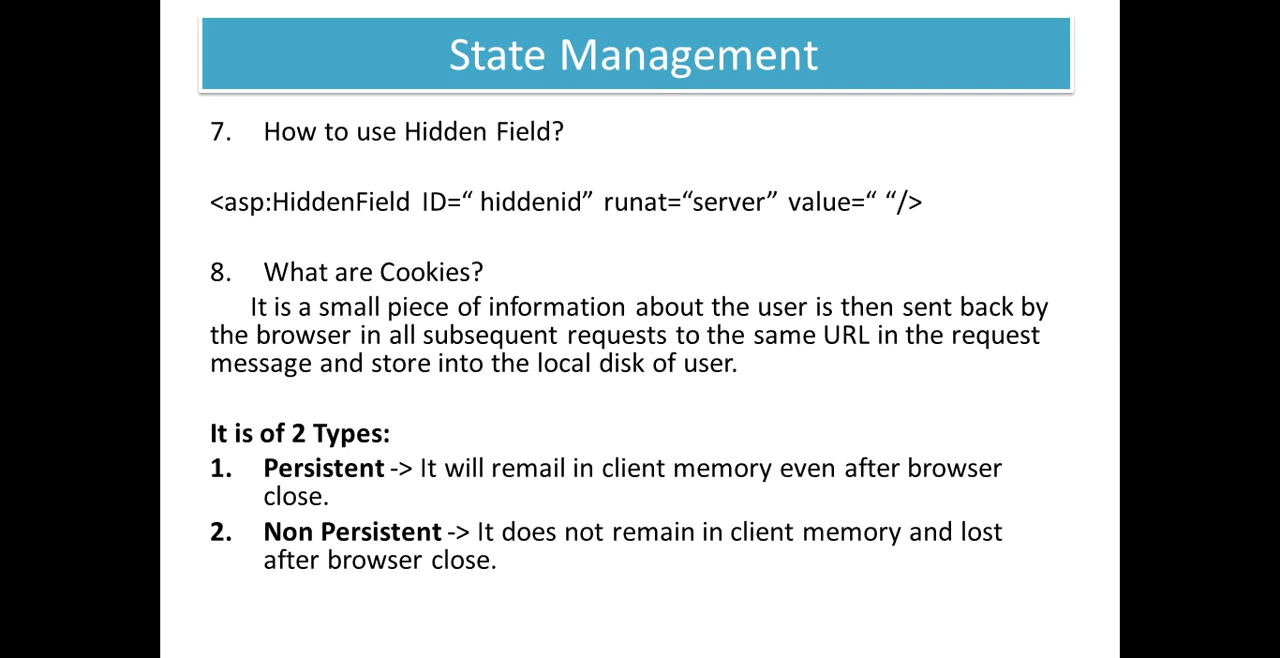 State Management
7. How to use Hidden Field?
<asp:HiddenField ID=“ hiddenid” runat=“server” value=“ “/>
8. What are Cookies?
It is a small piece of information about the user is then sent back by
the browser in all subsequent requests to the same URL in the request
message and store into the local disk of user.
It is of 2 Types:
1. Persistent -> It will remail in client memory even after browser
close.
2. Non Persistent -> It does not remain in client memory and lost
after browser close.